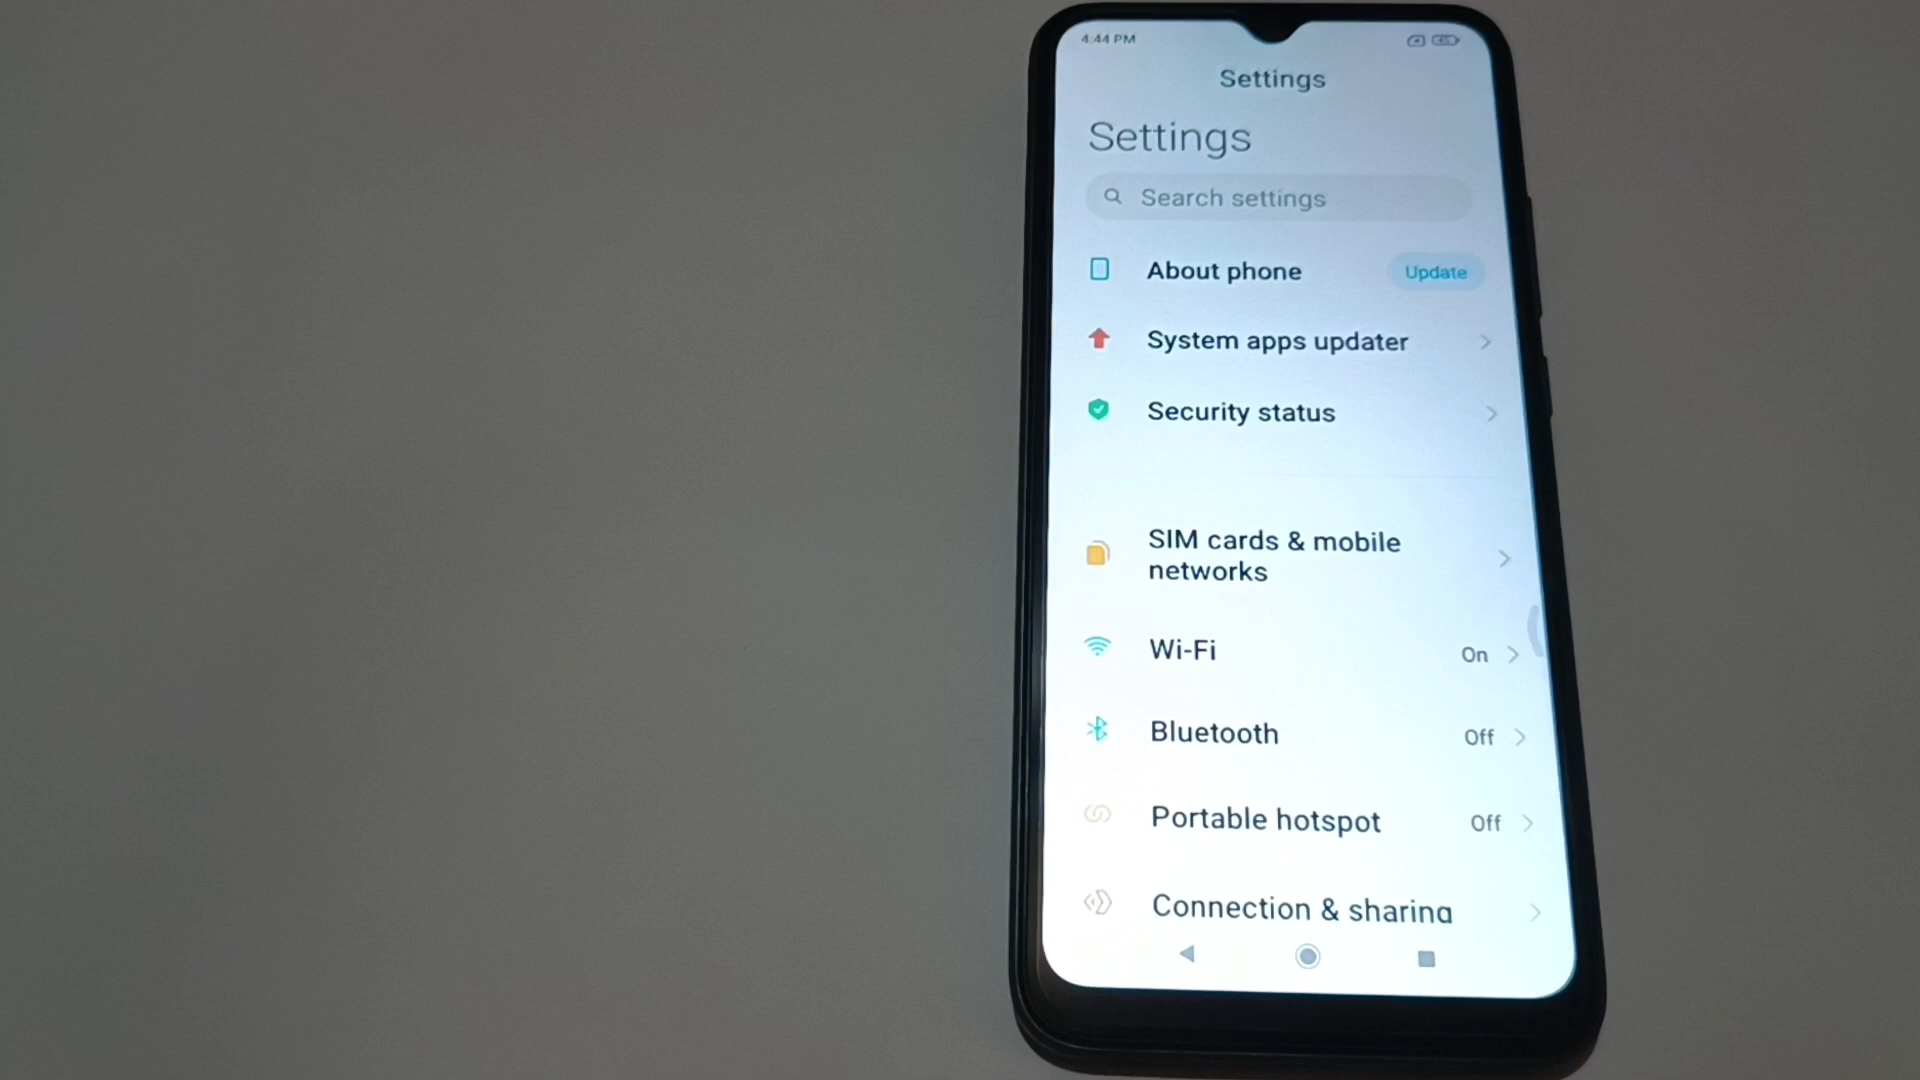 4:44 PM
Settings
Settings
Search settings
About phone Update
System apps updater
Security status
SIM cards & mobile
networks
Wi-Fi On
Bluetooth Off
Portable hotspot Off
Connection & sharing